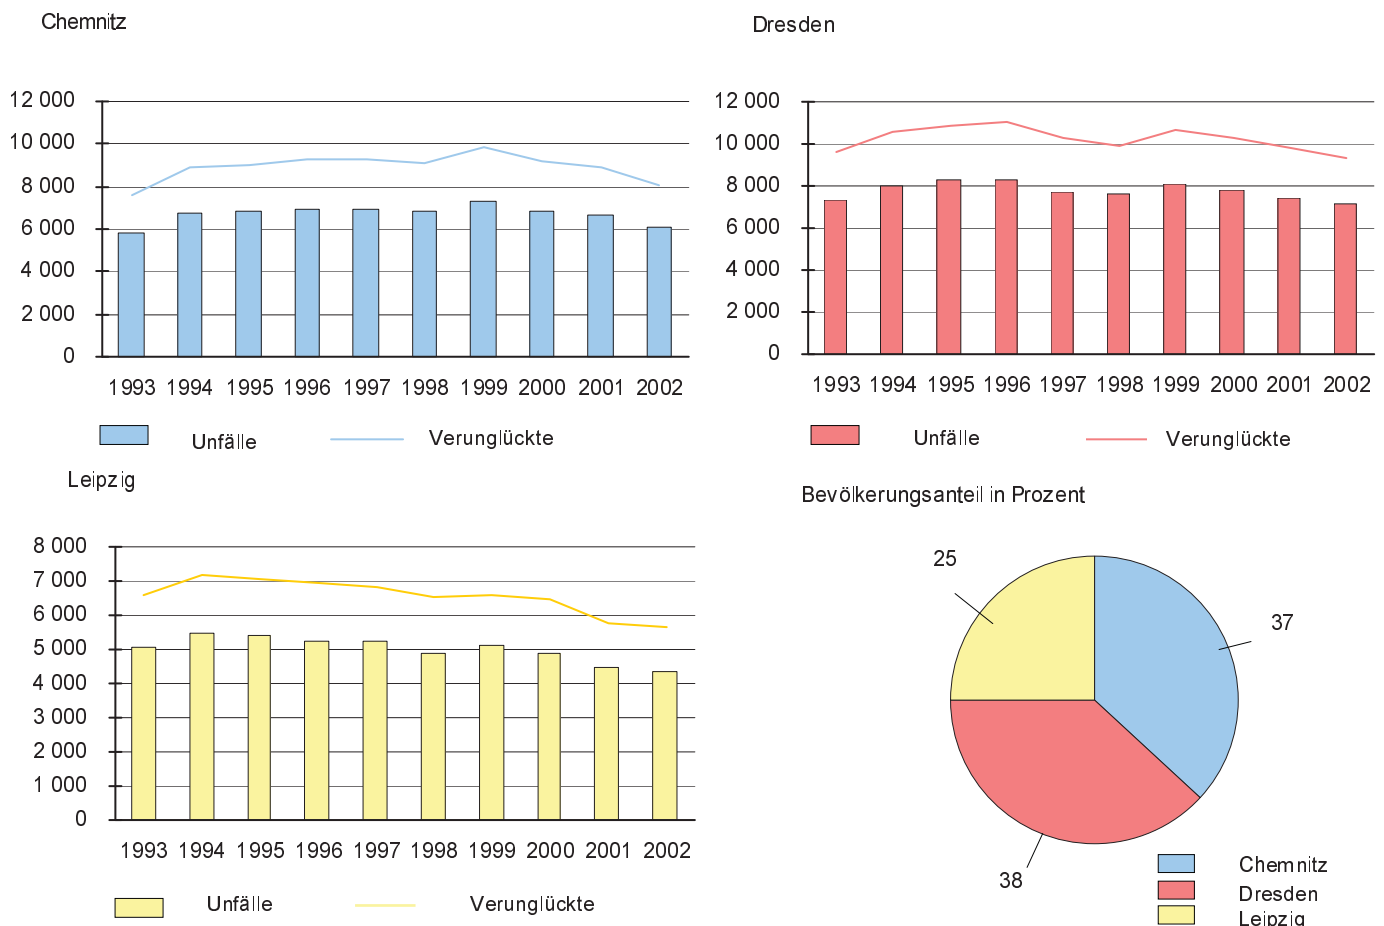 Chemnitz
12 000
10 000
8 000
6 000
4 000
2 000
0
1993 1994 1995 1996 1997 1998 1999 2000 2001 2002
Unfälle Verunglückte
Dresden
12 000
10 000
8 000
6 000
4 000
2 000
0
1993 1994 1995 1996 1997 1998 1999 2000 2001 2002
Unfälle Verunglückte
Leipzig
8 000
7 000
6 000
5 000
4 000
3 000
2 000
1 000
0
1993 1994 1995 1996 1997 1998 1999 2000 2001 2002
Unfälle Verunglückte
Bevölkerungsanteil in Prozent
25
37
38
Chemnitz
Dresden
Leipzig